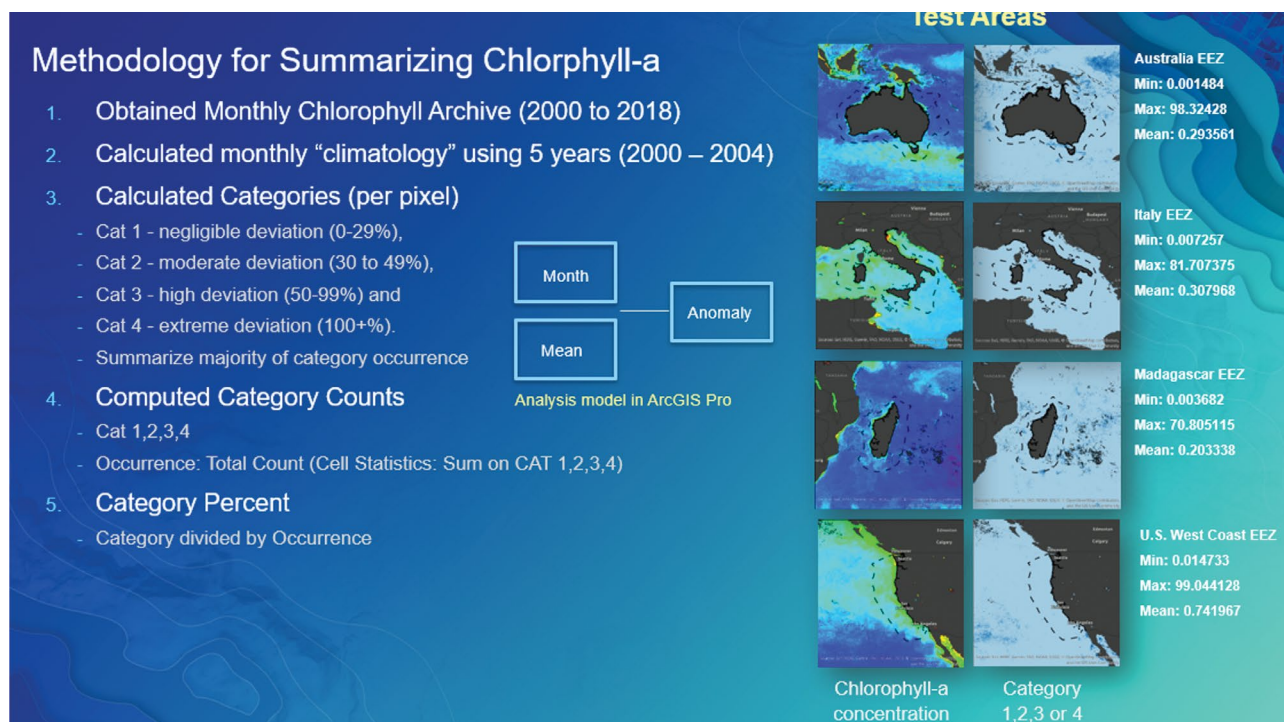 Test Areas
Methodology for Summarizing Chlorphyll-a
1. Obtained Monthly Chlorophyll Archive (2000 to 2018)
2. Calculated monthly “climatology” using 5 years (2000 – 2004)
3. Calculated Categories (per pixel)
- Cat 1 - negligible deviation (0-29%),
- Cat 2 - moderate deviation (30 to 49%),
- Cat 3 - high deviation (50-99%) and
- Cat 4 - extreme deviation (100+%).
- Summarize majority of category occurrence
Month
Mean
Anomaly
Analysis model in ArcGIS Pro
4. Computed Category Counts
- Cat 1,2,3,4
- Occurrence: Total Count (Cell Statistics: Sum on CAT 1,2,3,4)
5. Category Percent
- Category divided by Occurrence
Australia EEZ
Min: 0.001484
Max: 98.32428
Mean: 0.293561
Italy EEZ
Min: 0.007257
Max: 81.707375
Mean: 0.307968
Madagascar EEZ
Min: 0.003682
Max: 70.805115
Mean: 0.203338
U.S. West Coast EEZ
Min: 0.014733
Max: 99.044128
Mean: 0.741967
Chlorophyll-a
concentration
Category
1,2,3 or 4